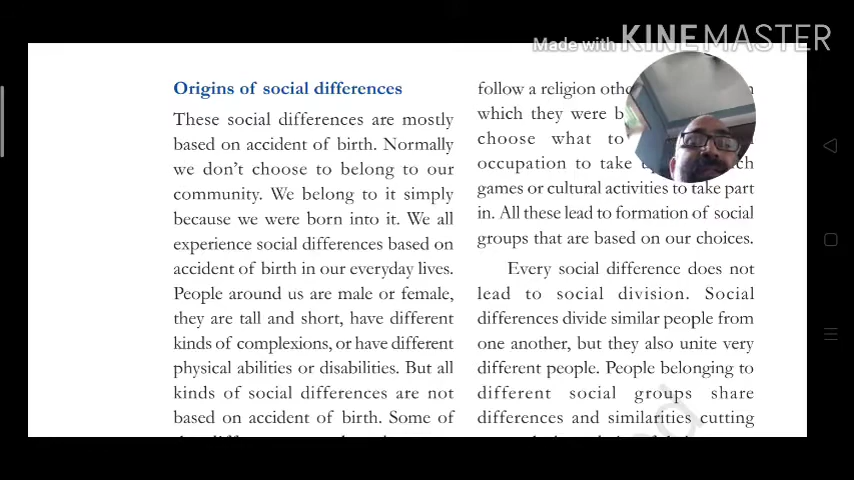 Made with KINEMASTER
Origins of social differences
These social differences are mostly
based on accident of birth. Normally
we don't choose to belong to our
community. We belong to it simply
because we were born into it. We all
experience social differences based on
accident of birth in our everyday lives.
People around us are male or female,
they are tall and short, have different
kinds of complexions, or have different
physical abilities or disabilities. But all
kinds of social differences are not
based on accident of birth. Some of
follow a religion
which they were
choose what to
occupation to take
games or cultural activities to take part
in. All these lead to formation of social
groups that are based on our choices.
Every social difference does not
lead to social division. Social
differences divide similar people from
one another, but they also unite very
different people. People belonging to
different social groups share
differences and similarities cutting